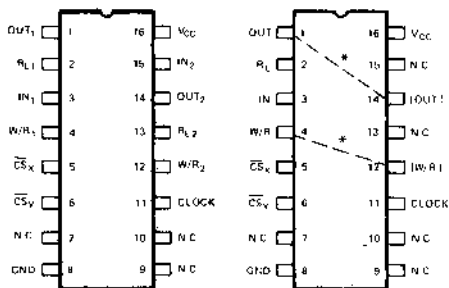 OUT₁ 1 16 VCC
RL1 2 15 IN₂
IN₁ 3 14 OUT₂
W/R₁ 4 13 RL2
CSX 5 12 W/R₂
CSY 6 11 CLOCK
NC 7 10 NC
GND 8 9 NC
OUT 1 * 16 VCC
RL 2 15 NC
IN 3 14 (OUT)
W/R 4 * 13 NC
CSX 5 12 (W/R)
CSY 6 11 CLOCK
NC 7 10 NC
GND 8 9 NC